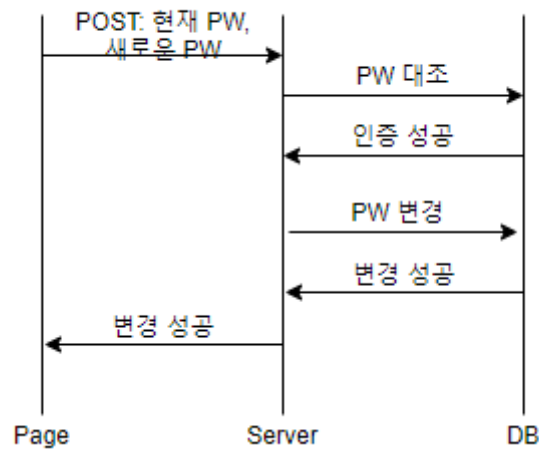 POST: 현재 PW,
새로운 PW
PW 대조
인증 성공
PW 변경
변경 성공
변경 성공
Page
Server
DB